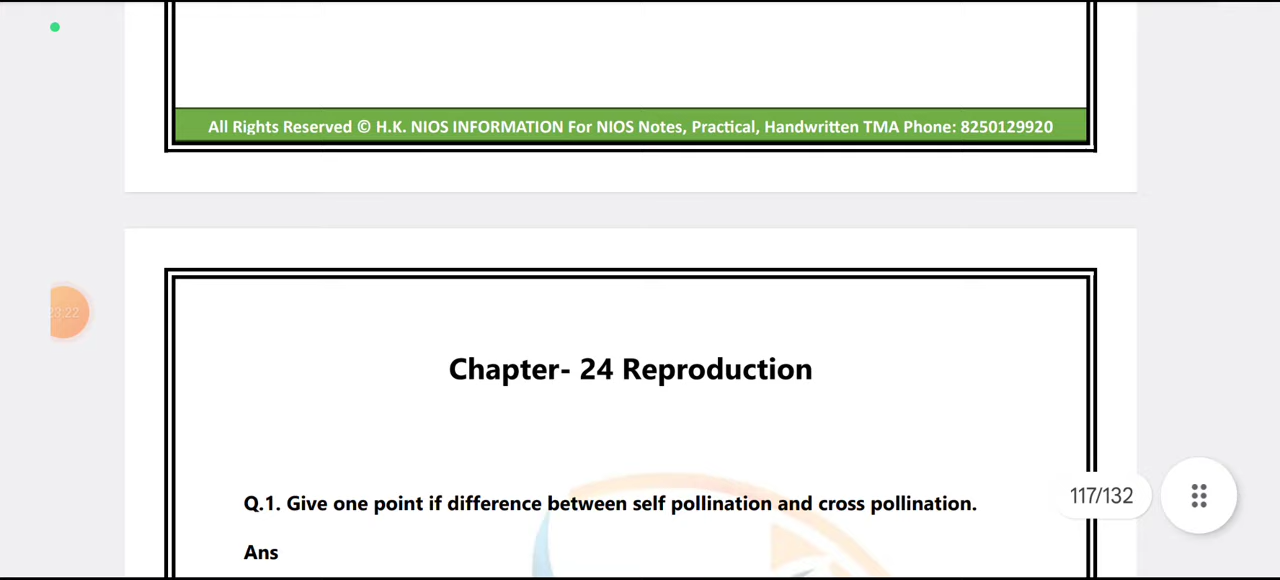 All Rights Reserved © H.K. NIOS INFORMATION For NIOS Notes, Practical, Handwritten TMA Phone: 8250129920
Chapter- 24 Reproduction
Q.1. Give one point if difference between self pollination and cross pollination.
117/132
Ans